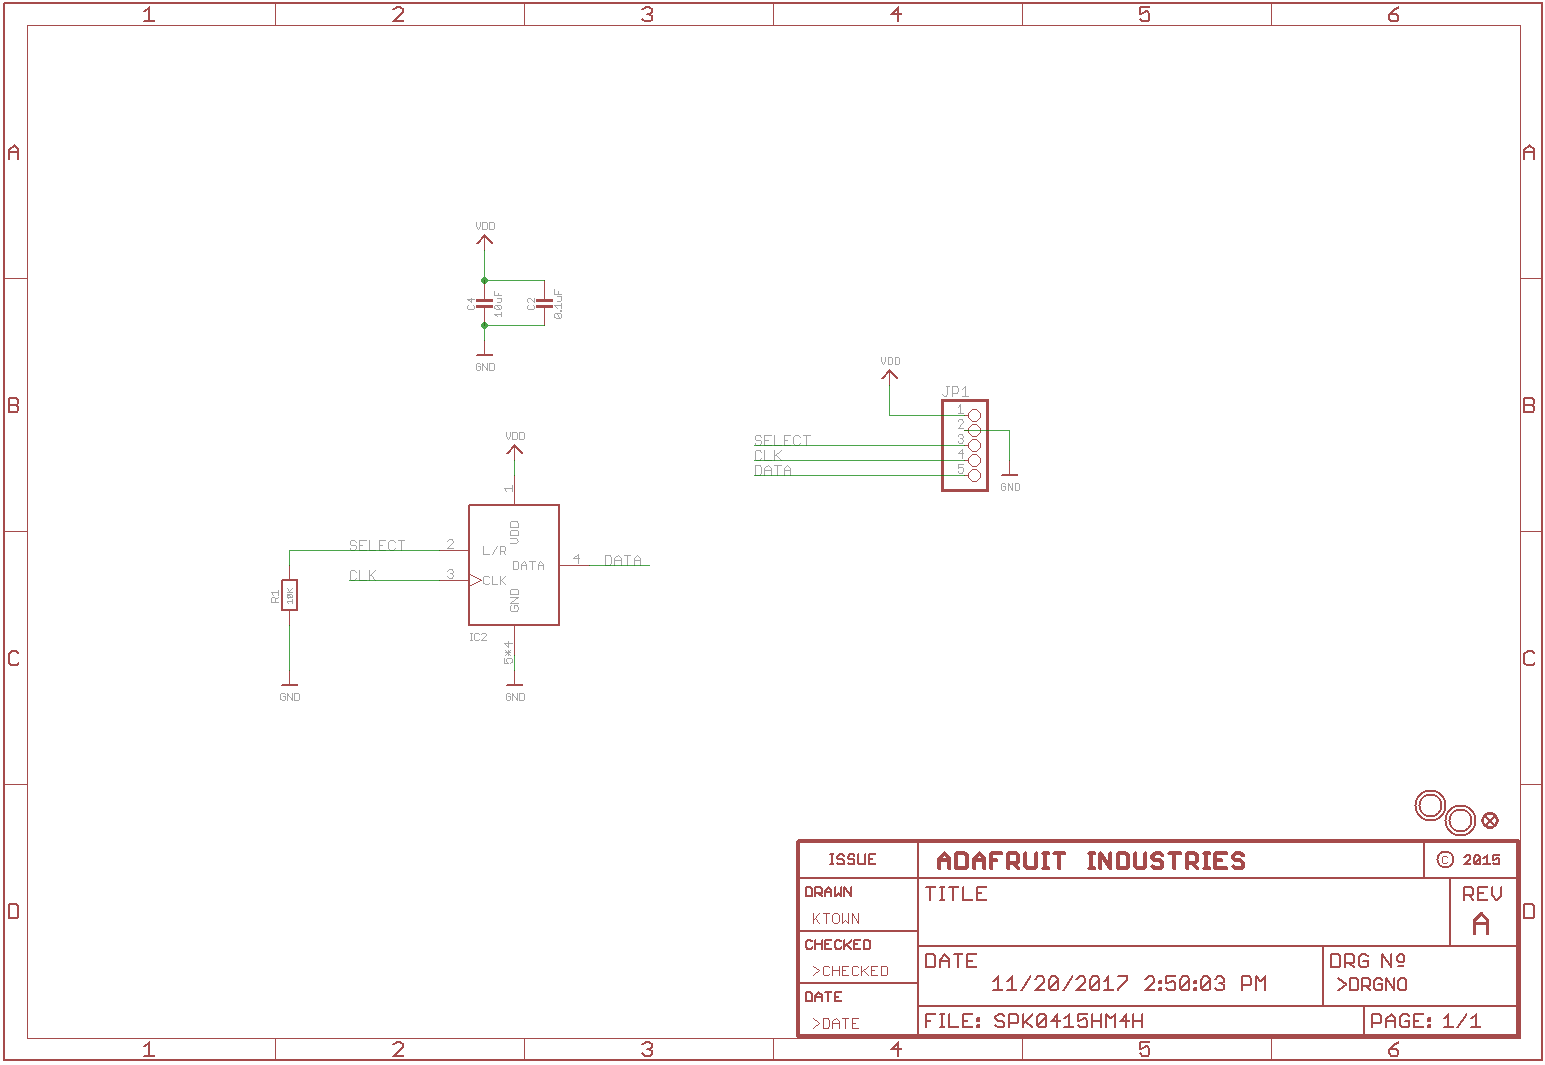 1 2 3 4 5 6
A A
VDD
C4 10uF C2 0.1uF
GND
VDD
JP1
B B
1
2
SELECT 3
CLK 4
DATA 5
GND
VDD
1
SELECT 2 L/R VDD
DATA 4 DATA
CLK 3 CLK
R1 10K GND
IC2
5*4
C C
GND GND
ISSUE ADAFRUIT INDUSTRIES © 2015
DRAWN TITLE REV
KTOWN A
D D
CHECKED DATE DRG Nº
>CHECKED 11/20/2017 2:50:03 PM >DRGNO
DATE
>DATE FILE: SPK0415HM4H PAGE: 1/1
1 2 3 4 5 6